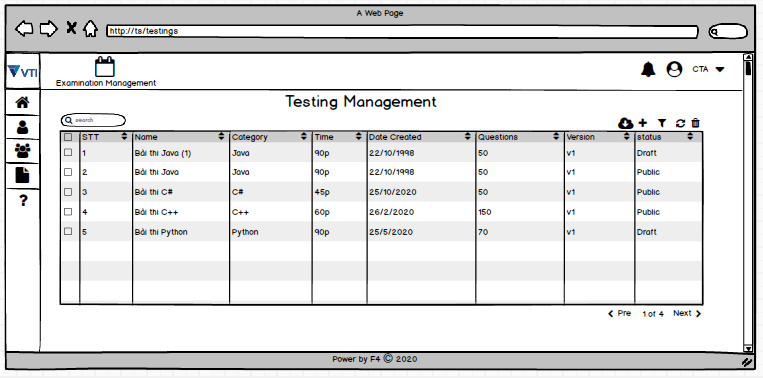 A Web Page
http://ts/testings
VTI
Examination Management
CTA
Testing Management
search
STT Name Category Time Date Created Questions Version status
1 Bài thi Java (1) Java 90p 22/10/1998 50 v1 Draft
2 Bài thi Java Java 90p 22/10/1998 50 v1 Public
3 Bài thi C# C# 45p 25/10/2020 50 v1 Public
4 Bài thi C++ C++ 60p 26/2/2020 150 v1 Public
5 Bài thi Python Python 90p 25/5/2020 70 v1 Draft
Pre 1 of 4 Next
Power by F4 © 2020